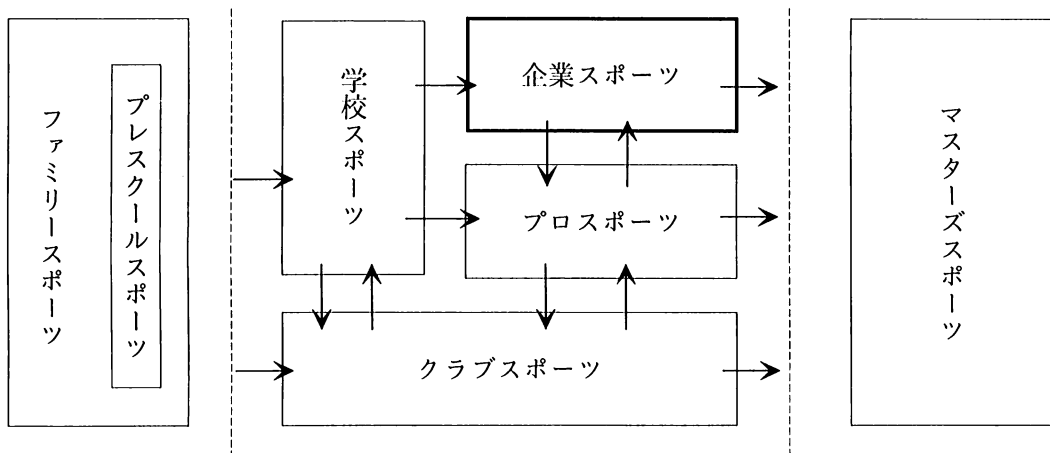 ファミリースポーツ
プレスクールスポーツ
学校スポーツ
企業スポーツ
プロスポーツ
クラブスポーツ
マスターズスポーツ